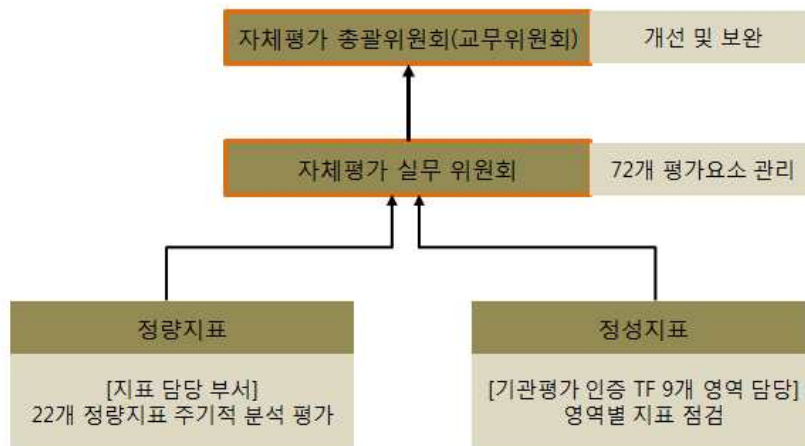 자체평가 총괄위원회(교무위원회)
개선 및 보완
자체평가 실무 위원회
72개 평가요소 관리
정량지표
[지표 담당 부서]
22개 정량지표 주기적 분석 평가
정성지표
[기관평가 인증 TF 9개 영역 담당]
영역별 지표 점검